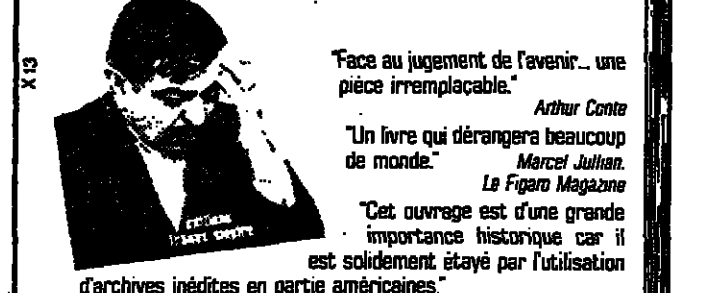 X 13
"Face au jugement de l'avenir... une
pièce irremplaçable."
Arthur Conte
"Un livre qui dérangera beaucoup
de monde." Marcel Jullian.
Le Figaro Magazine
"Cet ouvrage est d'une grande
importance historique car il
est solidement étayé par l'utilisation
d'archives inédites en partie américaines."